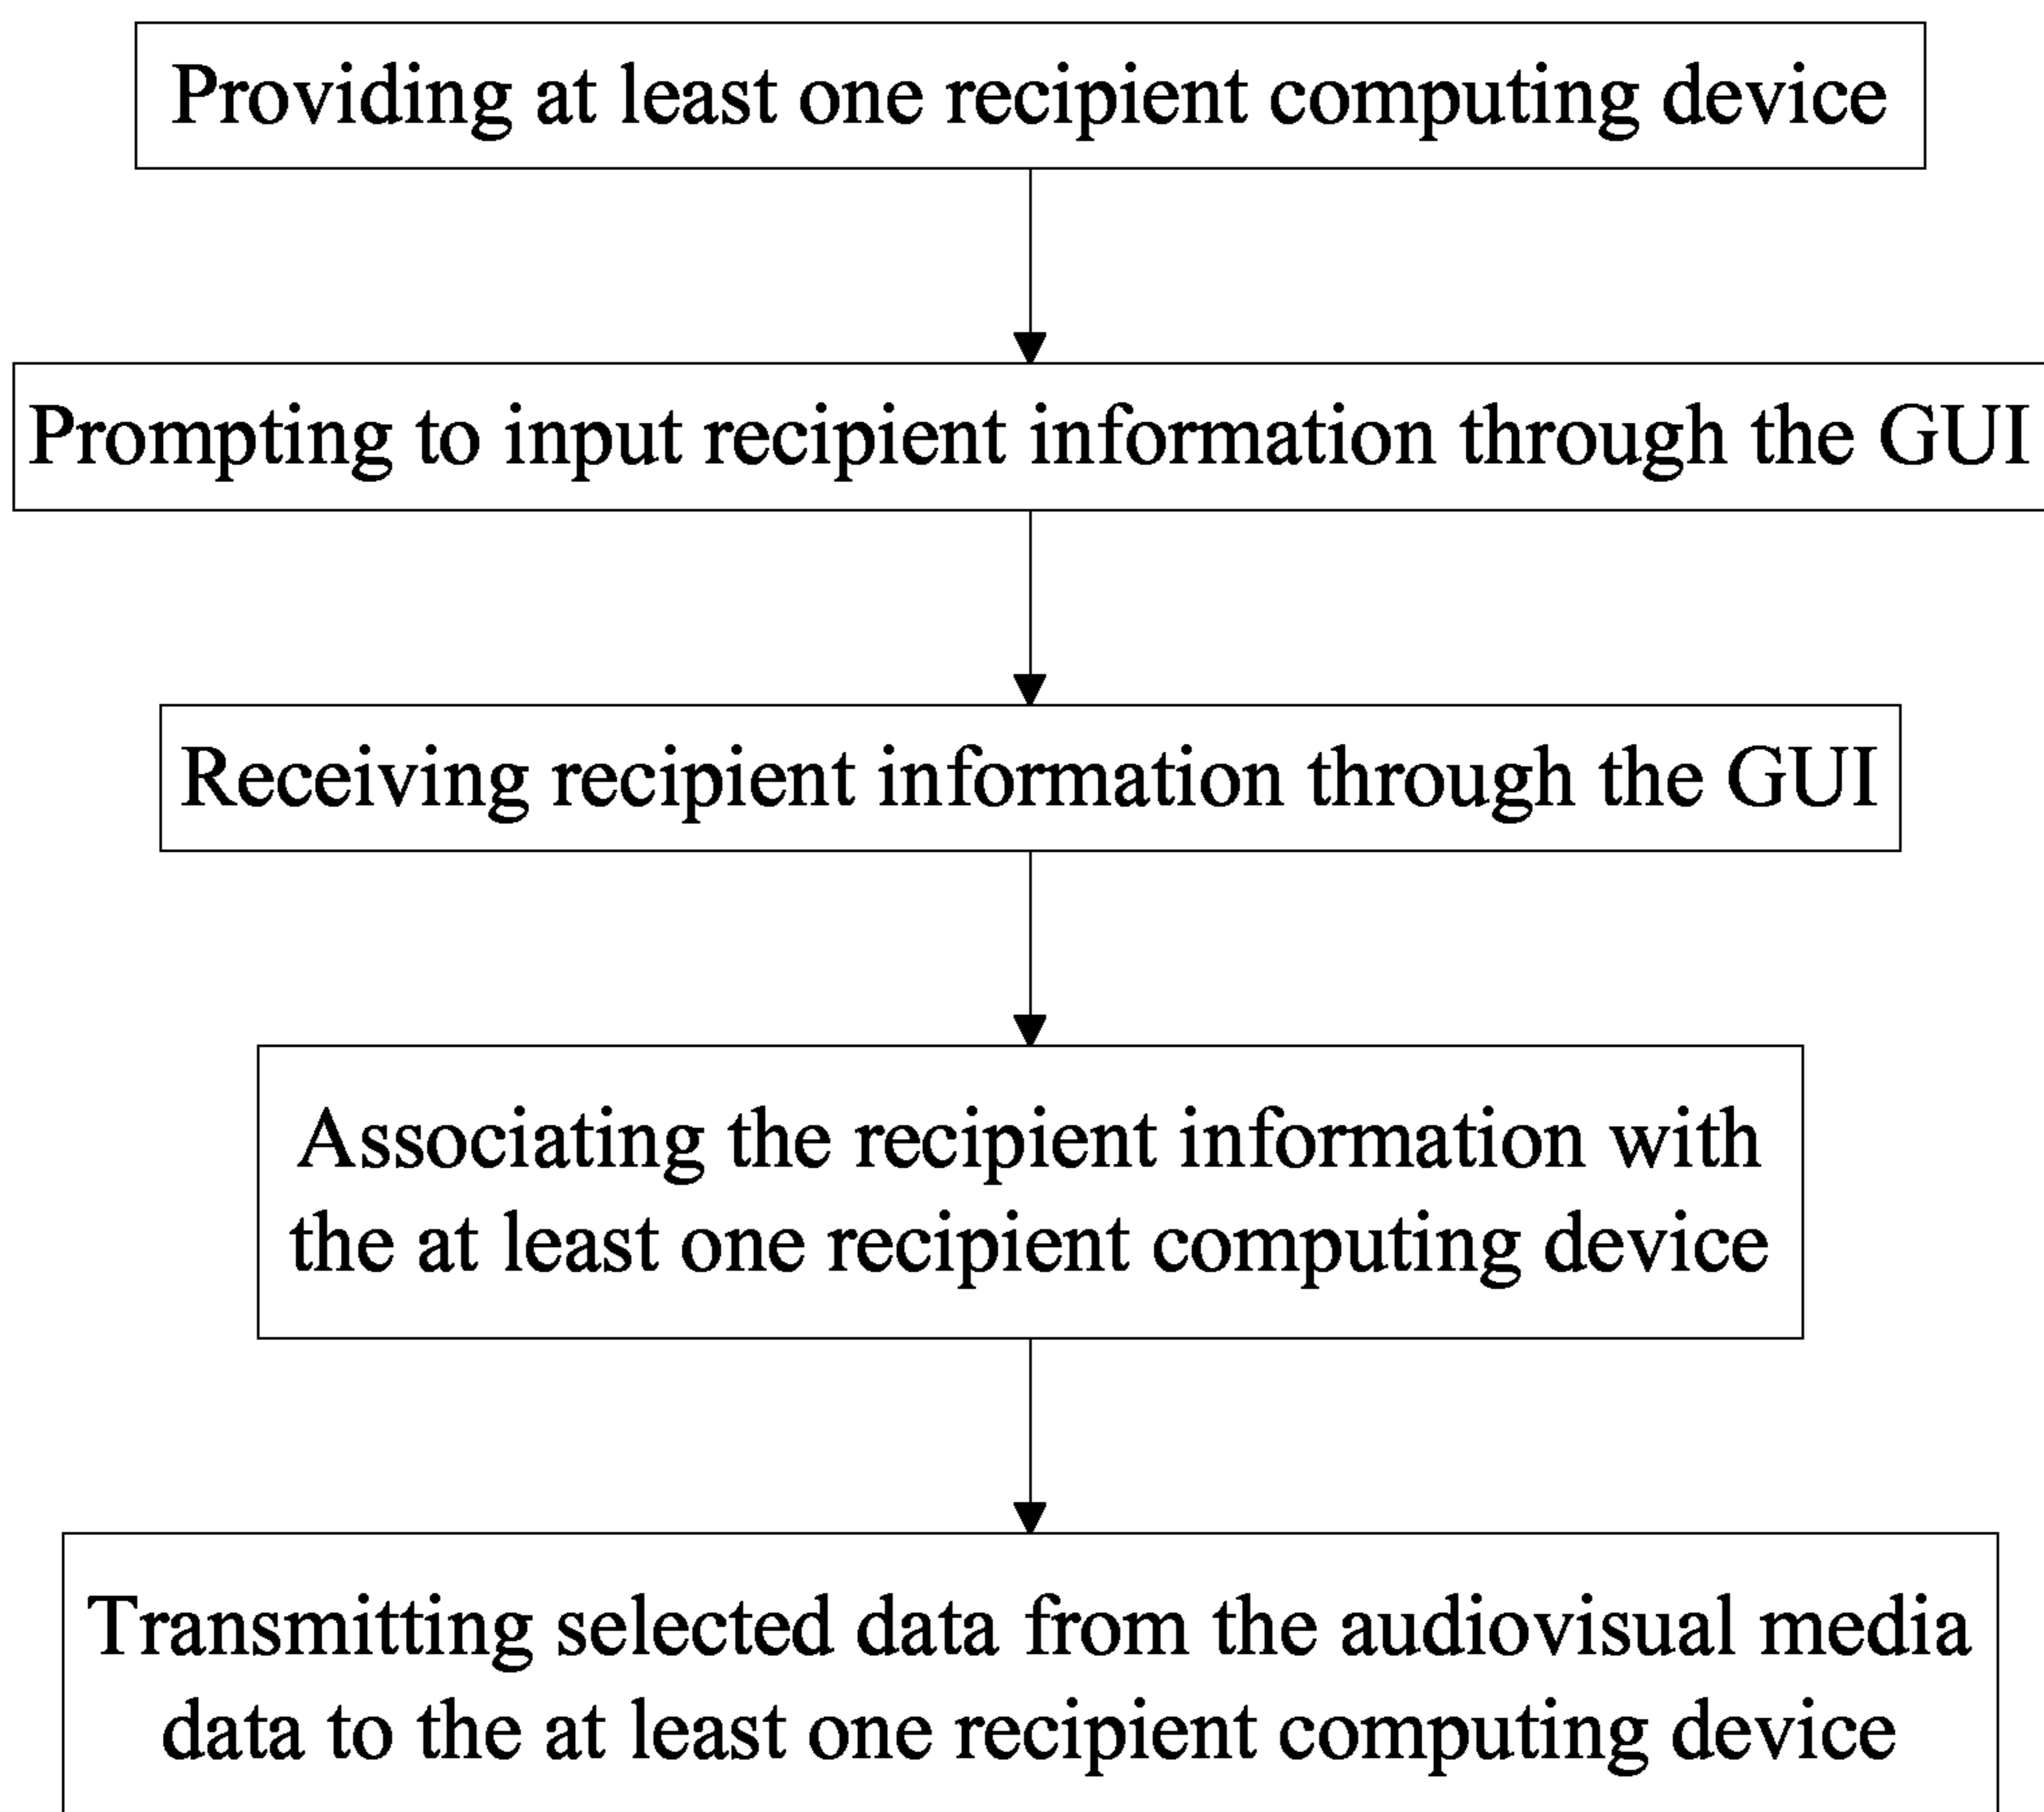 Providing at least one recipient computing device
Prompting to input recipient information through the GUI
Receiving recipient information through the GUI
Associating the recipient information with
the at least one recipient computing device
Transmitting selected data from the audiovisual media
data to the at least one recipient computing device